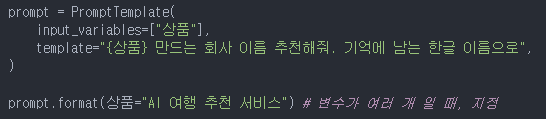 prompt = PromptTemplate(
    input_variables=["상품"],
    template="{상품} 만드는 회사 이름 추천해줘. 기억에 남는 한글 이름으로",
)

prompt.format(상품="AI 여행 추천 서비스") # 변수가 여러 개 일 때, 지정